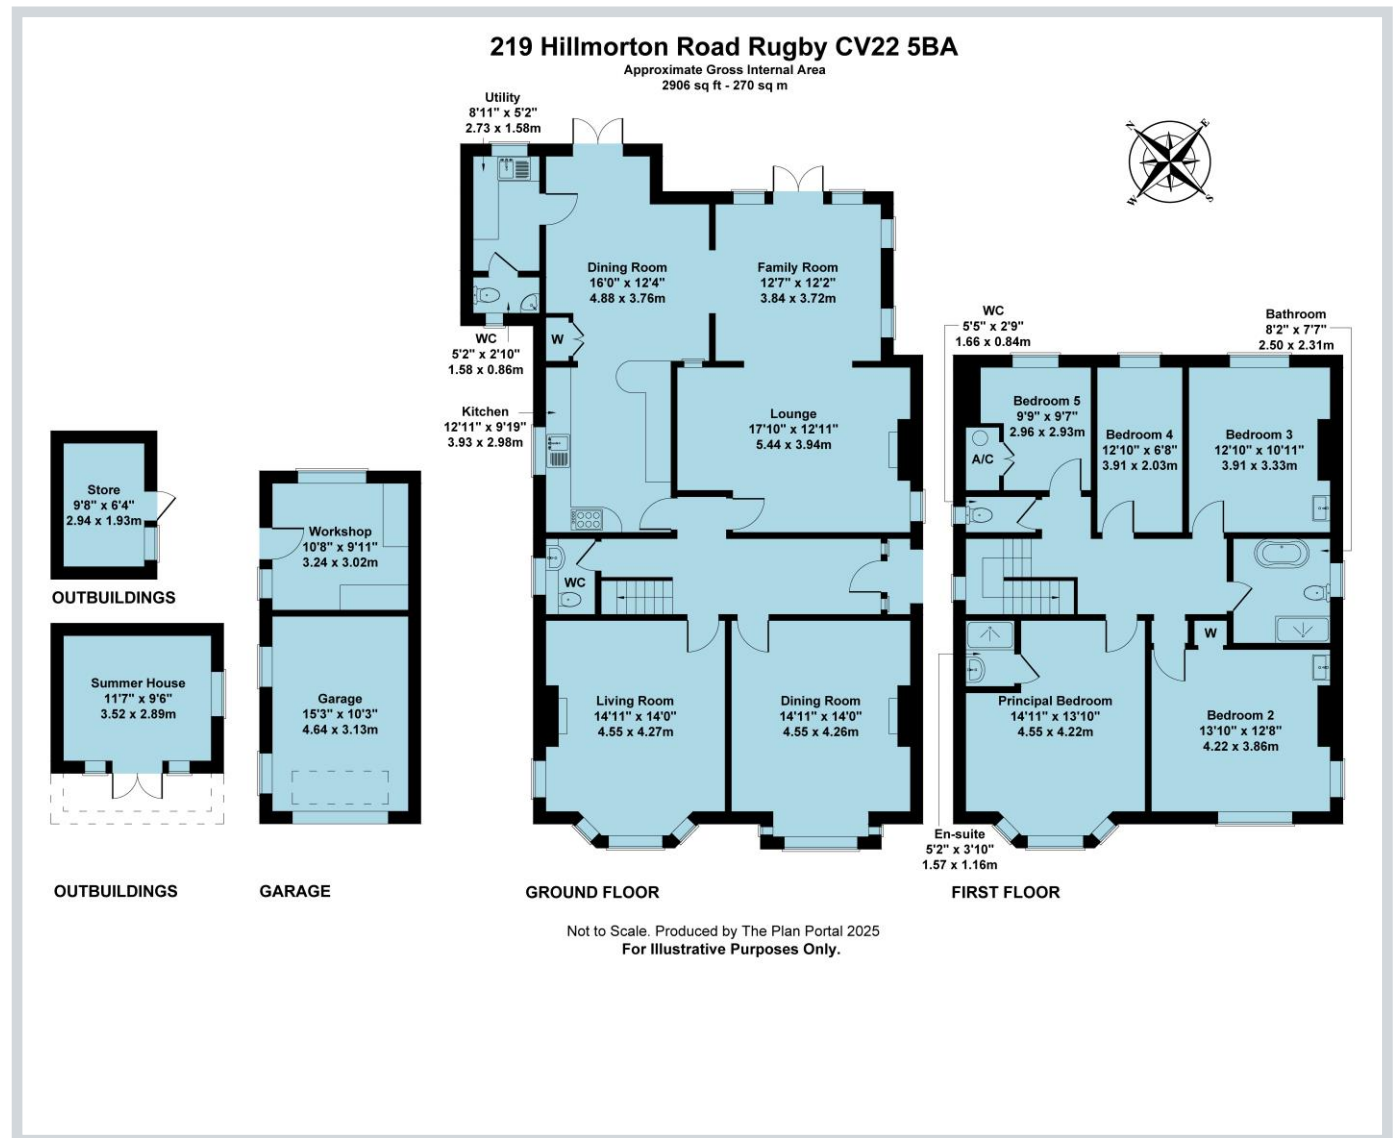 219 Hillmorton Road Rugby CV22 5BA
Approximate Gross Internal Area
2906 sq ft - 270 sq m
N
E
W
S
Utility
8'11" x 5'2"
2.73 x 1.58m
Dining Room
16'0" x 12'4"
4.88 x 3.76m
Family Room
12'7" x 12'2"
3.84 x 3.72m
WC
5'2" x 2'10"
1.58 x 0.86m
W
Kitchen
12'11" x 9'19"
3.93 x 2.98m
Lounge
17'10" x 12'11"
5.44 x 3.94m
WC
Living Room
14'11" x 14'0"
4.55 x 4.27m
Dining Room
14'11" x 14'0"
4.55 x 4.26m
GROUND FLOOR
WC
5'5" x 2'9"
1.66 x 0.84m
Bathroom
8'2" x 7'7"
2.50 x 2.31m
Bedroom 5
9'9" x 9'7"
2.96 x 2.93m
A/C
Bedroom 4
12'10" x 6'8"
3.91 x 2.03m
Bedroom 3
12'10" x 10'11"
3.91 x 3.33m
W
Principal Bedroom
14'11" x 13'10"
4.55 x 4.22m
Bedroom 2
13'10" x 12'8"
4.22 x 3.86m
En-suite
5'2" x 3'10"
1.57 x 1.16m
FIRST FLOOR
Store
9'8" x 6'4"
2.94 x 1.93m
OUTBUILDINGS
Summer House
11'7" x 9'6"
3.52 x 2.89m
OUTBUILDINGS
Workshop
10'8" x 9'11"
3.24 x 3.02m
Garage
15'3" x 10'3"
4.64 x 3.13m
GARAGE
Not to Scale. Produced by The Plan Portal 2025
For Illustrative Purposes Only.